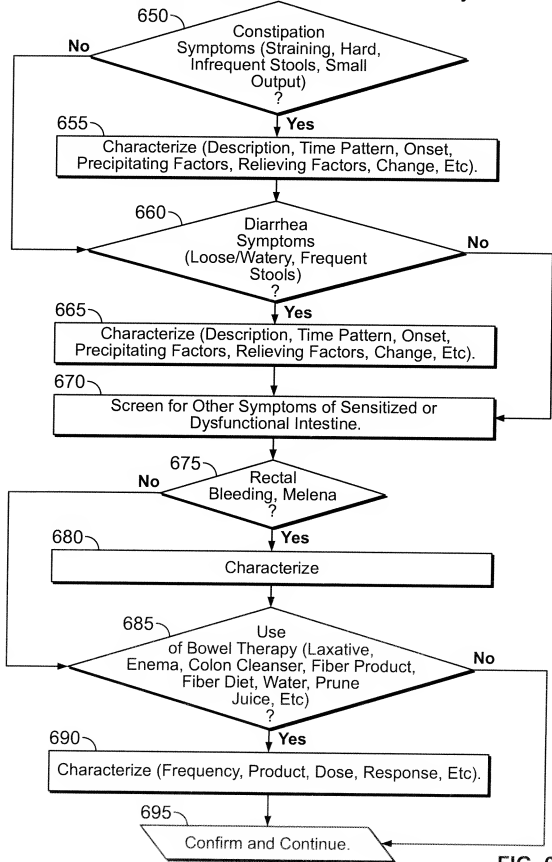 650
Constipation
Symptoms (Straining, Hard,
Infrequent Stools, Small
Output)
?
No
Yes
655
Characterize (Description, Time Pattern, Onset,
Precipitating Factors, Relieving Factors, Change, Etc).
660
Diarrhea
Symptoms
(Loose/Watery, Frequent
Stools)
?
No
Yes
665
Characterize (Description, Time Pattern, Onset,
Precipitating Factors, Relieving Factors, Change, Etc).
670
Screen for Other Symptoms of Sensitized or
Dysfunctional Intestine.
675
No
Rectal
Bleeding, Melena
?
Yes
680
Characterize
685
Use
of Bowel Therapy (Laxative,
Enema, Colon Cleanser, Fiber Product,
Fiber Diet, Water, Prune
Juice, Etc)
?
No
Yes
690
Characterize (Frequency, Product, Dose, Response, Etc).
695
Confirm and Continue.
FIG.